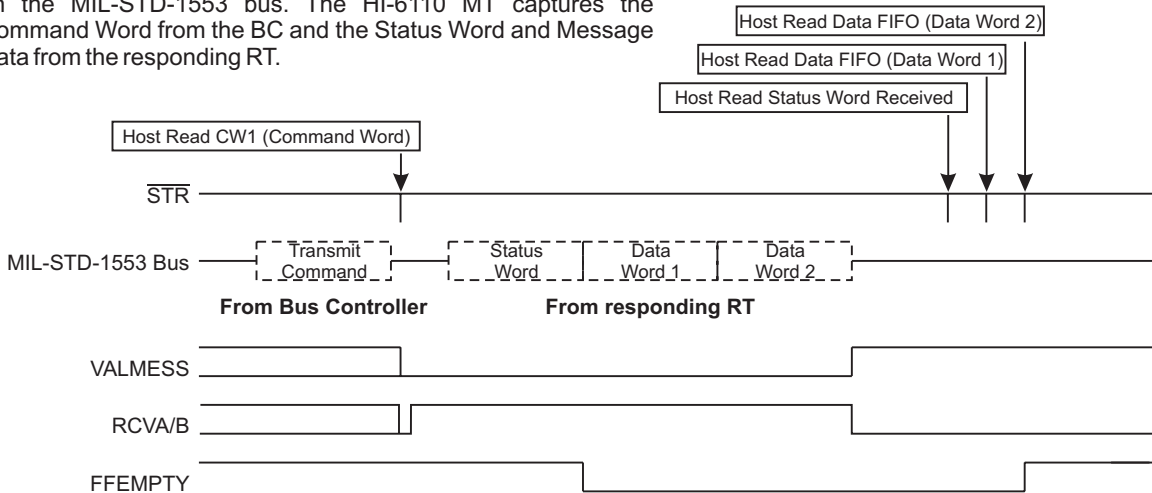 the MIL-STD-1553 bus. The HI-6110 MT captures the
Command Word from the BC and the Status Word and Message
from the responding RT.
Host Read Data FIFO (Data Word 2)
Host Read Data FIFO (Data Word 1)
Host Read Status Word Received
Host Read CW1 (Command Word)
STR
MIL-STD-1553 Bus
Transmit
Command
Status
Word
Data
Word 1
Data
Word 2
From Bus Controller
From responding RT
VALMESS
RCVA/B
FFEMPTY